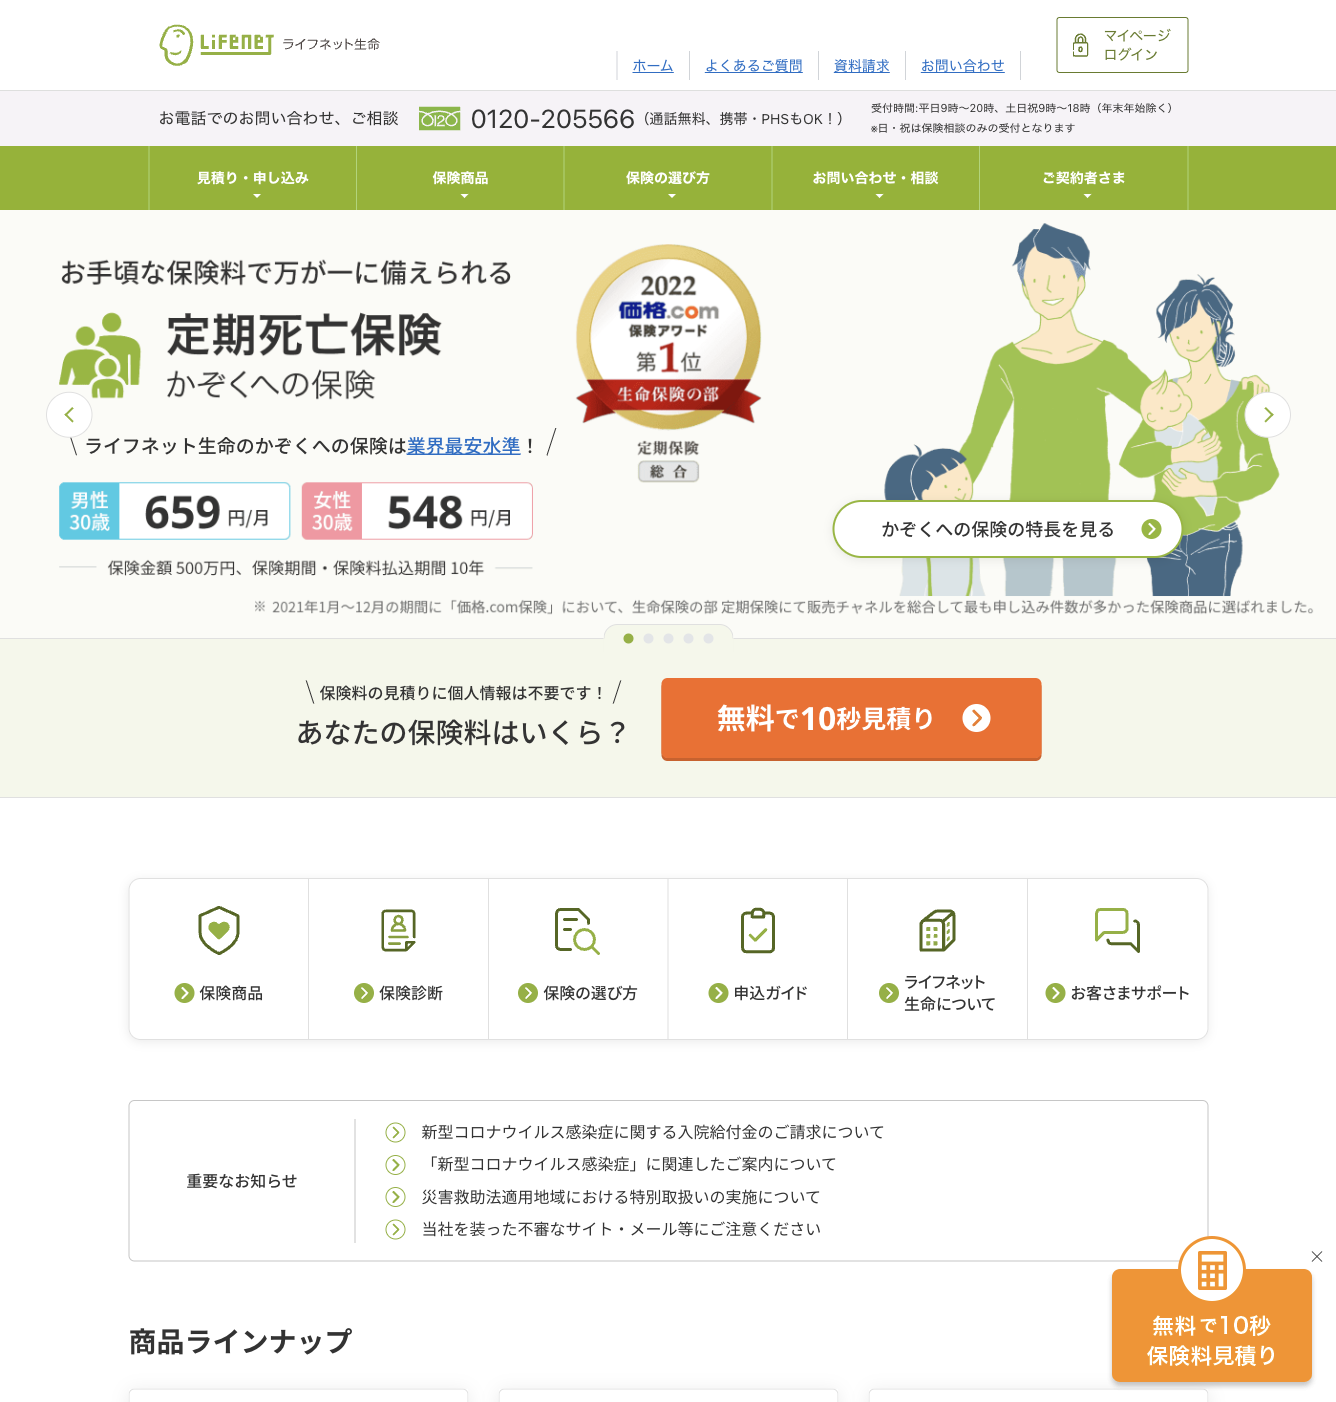 LiFENET ライフネット生命
ホーム よくあるご質問 資料請求 お問い合わせ
マイページ
ログイン
お電話でのお問い合わせ、ご相談 0120 0120-205566（通話無料、携帯・PHSもOK！）
受付時間:平日9時〜20時、土日祝9時〜18時（年末年始除く）
※日・祝は保険相談のみの受付となります
見積り・申し込み 保険商品 保険の選び方 お問い合わせ・相談 ご契約者さま
お手頃な保険料で万が一に備えられる
定期死亡保険
かぞくへの保険
\ ライフネット生命のかぞくへの保険は業界最安水準！ /
男性
30歳
659 円/月
女性
30歳
548 円/月
保険金額 500万円、保険期間・保険料払込期間 10年
2022
価格.com
保険アワード
第1位
生命保険の部
定期保険
総 合
かぞくへの保険の特長を見る
※ 2021年1月〜12月の期間に「価格.com保険」において、生命保険の部 定期保険にて販売チャネルを総合して最も申し込み件数が多かった保険商品に選ばれました。
\ 保険料の見積りに個人情報は不要です！ /
あなたの保険料はいくら？
無料で10秒見積り
保険商品
保険診断
保険の選び方
申込ガイド
ライフネット
生命について
お客さまサポート
重要なお知らせ
新型コロナウイルス感染症に関する入院給付金のご請求について
「新型コロナウイルス感染症」に関連したご案内について
災害救助法適用地域における特別取扱いの実施について
当社を装った不審なサイト・メール等にご注意ください
商品ラインナップ
無料で10秒
保険料見積り